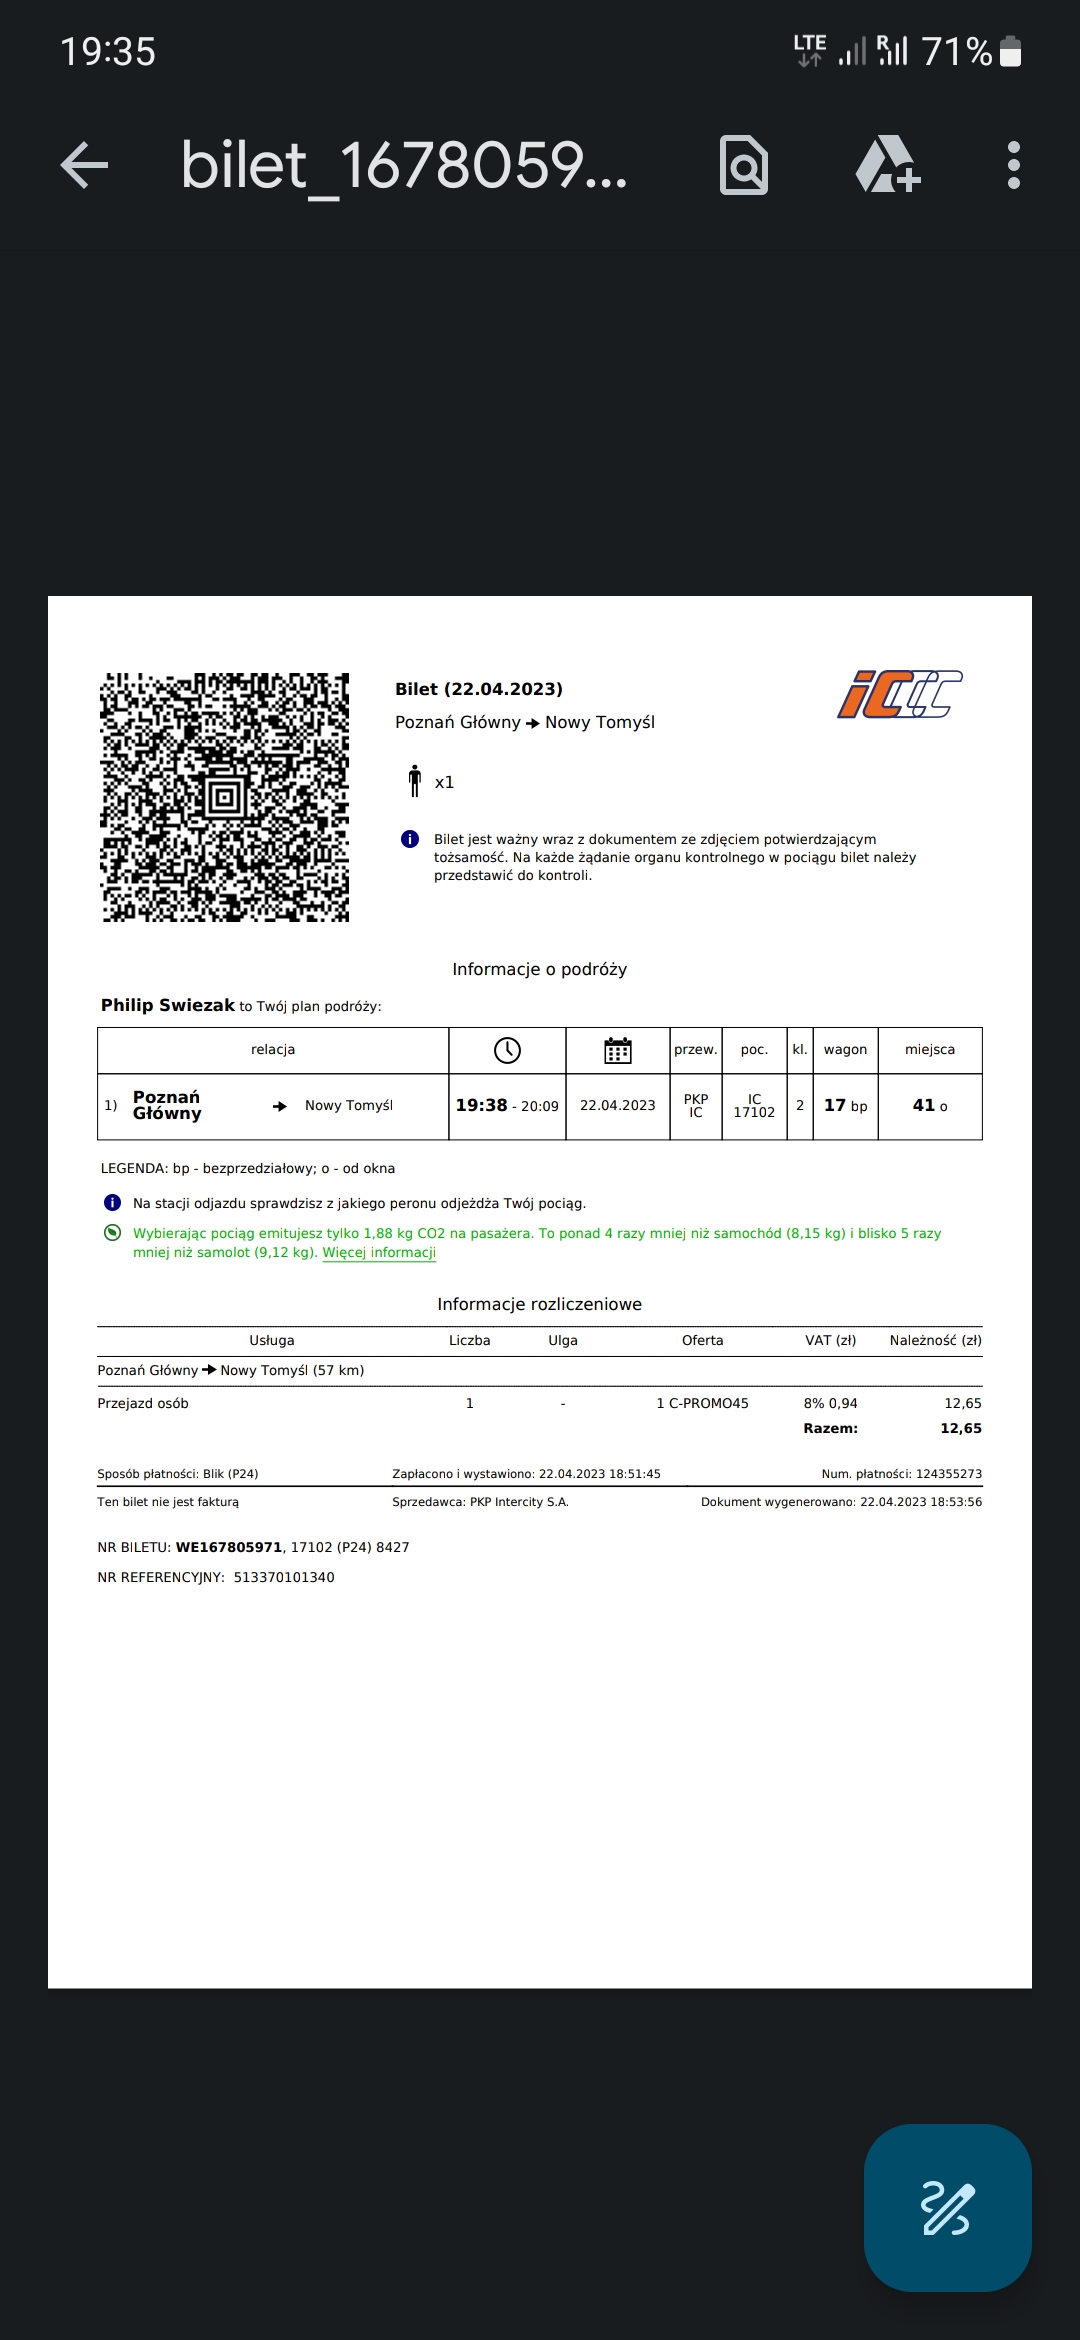 19:35
LTE R 71%
bilet_1678059...
Bilet (22.04.2023)
Poznań Główny → Nowy Tomyśl
x1
Bilet jest ważny wraz z dokumentem ze zdjęciem potwierdzającym
tożsamość. Na każde żądanie organu kontrolnego w pociągu bilet należy
przedstawić do kontroli.
Informacje o podróży
Philip Swiezak to Twój plan podróży:
relacja przew. poc. kl. wagon miejsca
1) Poznań Główny → Nowy Tomyśl 19:38 - 20:09 22.04.2023 PKP IC IC 17102 2 17 bp 41 o
LEGENDA: bp - bezprzedziałowy; o - od okna
Na stacji odjazdu sprawdzisz z jakiego peronu odjeżdża Twój pociąg.
Wybierając pociąg emitujesz tylko 1,88 kg CO2 na pasażera. To ponad 4 razy mniej niż samochód (8,15 kg) i blisko 5 razy
mniej niż samolot (9,12 kg). Więcej informacji
Informacje rozliczeniowe
Usługa Liczba Ulga Oferta VAT (zł) Należność (zł)
Poznań Główny → Nowy Tomyśl (57 km)
Przejazd osób 1 - 1 C-PROMO45 8% 0,94 12,65
Razem: 12,65
Sposób płatności: Blik (P24) Zapłacono i wystawiono: 22.04.2023 18:51:45 Num. płatności: 124355273
Ten bilet nie jest fakturą Sprzedawca: PKP Intercity S.A. Dokument wygenerowano: 22.04.2023 18:53:56
NR BILETU: WE167805971, 17102 (P24) 8427
NR REFERENCYJNY: 513370101340